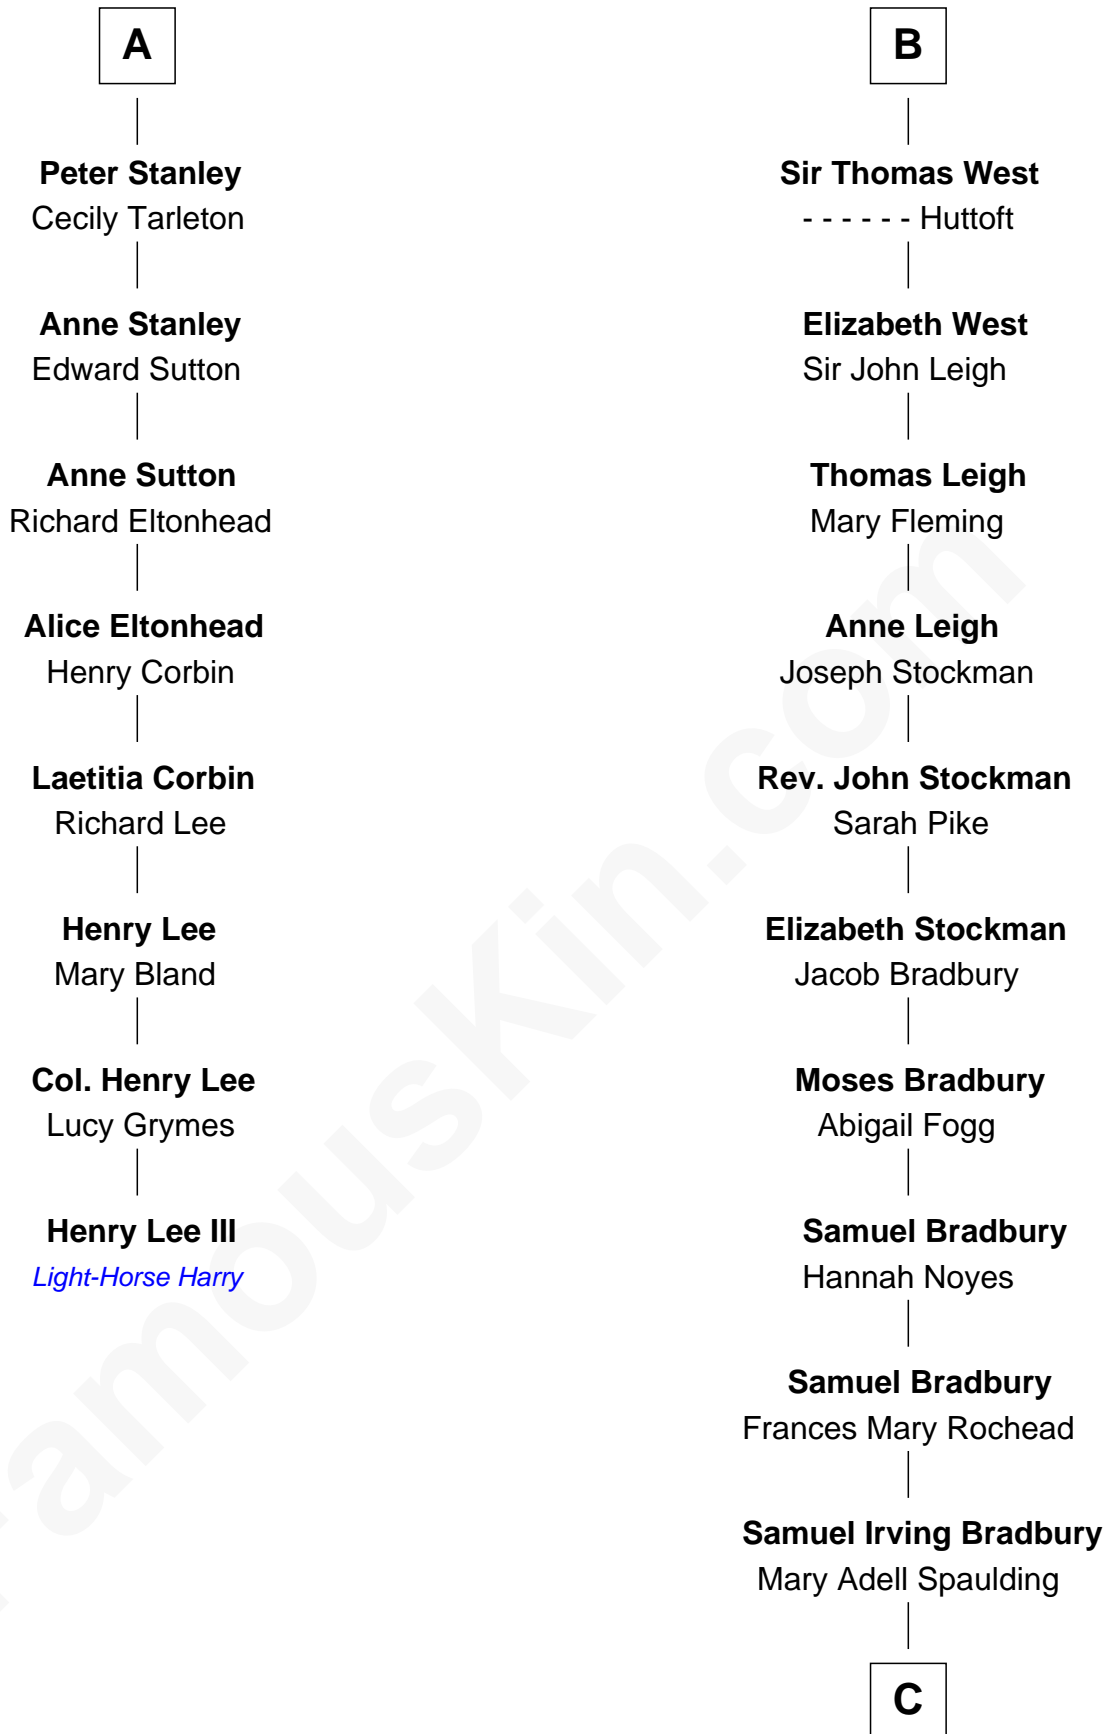 A
Peter Stanley
Cecily Tarleton
Anne Stanley
Edward Sutton
Anne Sutton
Richard Eltonhead
Alice Eltonhead
Henry Corbin
Laetitia Corbin
Richard Lee
Henry Lee
Mary Bland
Col. Henry Lee
Lucy Grymes
Henry Lee III
Light-Horse Harry
B
Sir Thomas West
- - - - - - Huttoft
Elizabeth West
Sir John Leigh
Thomas Leigh
Mary Fleming
Anne Leigh
Joseph Stockman
Rev. John Stockman
Sarah Pike
Elizabeth Stockman
Jacob Bradbury
Moses Bradbury
Abigail Fogg
Samuel Bradbury
Hannah Noyes
Samuel Bradbury
Frances Mary Rochead
Samuel Irving Bradbury
Mary Adell Spaulding
C
FamousKin.com